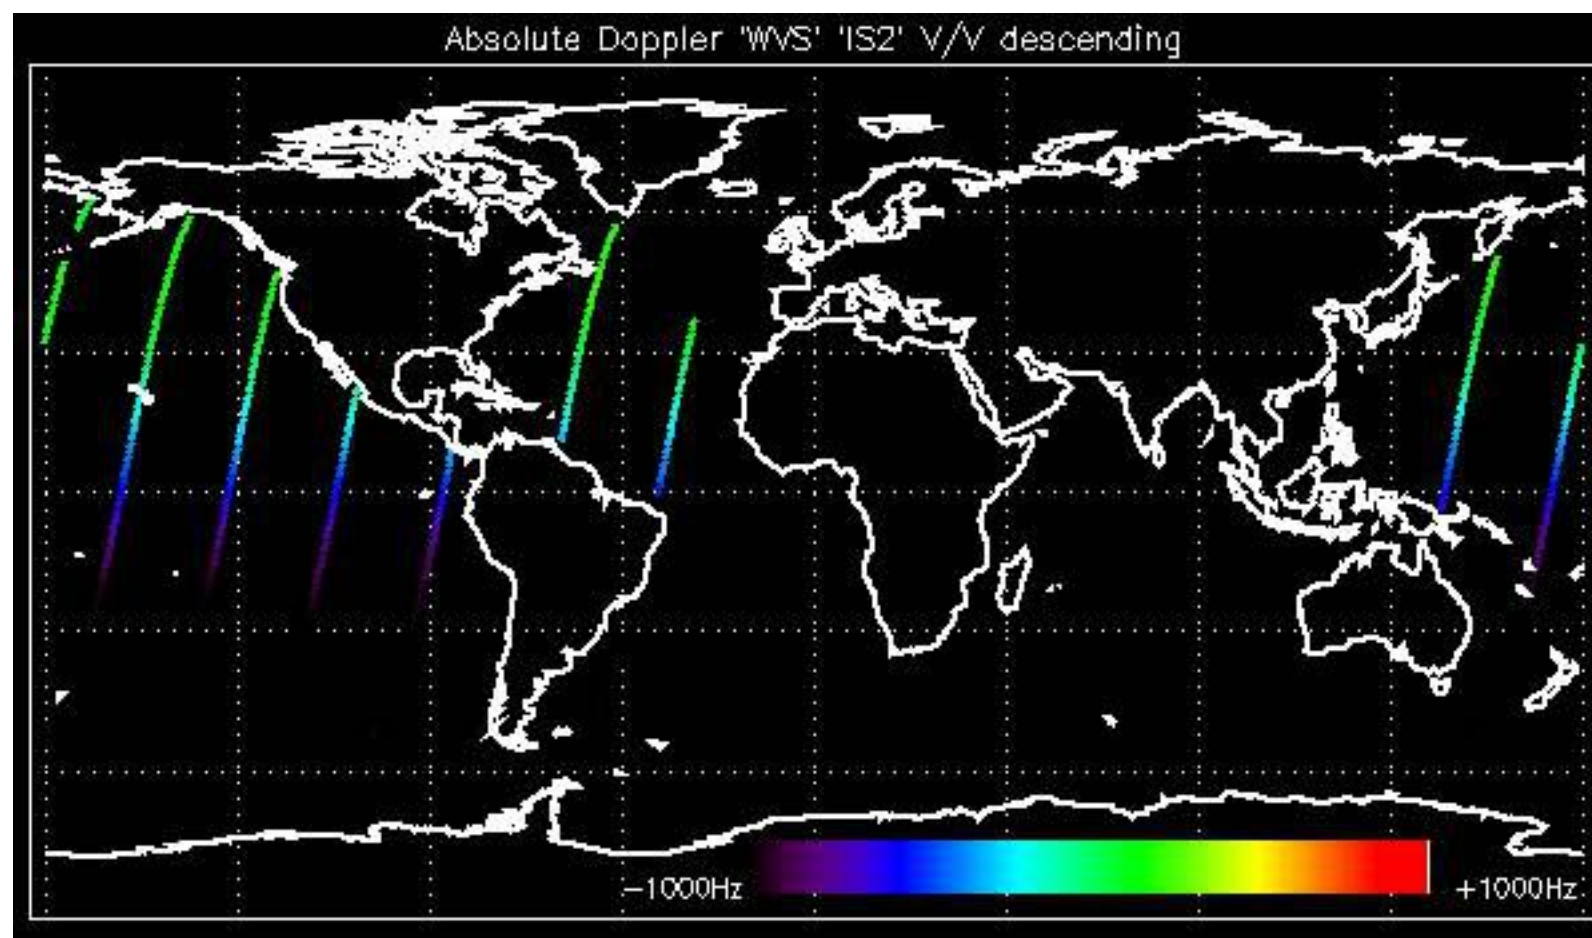 Absolute Doppler 'WVS' 'IS2' V/V descending
-1000Hz +1000Hz